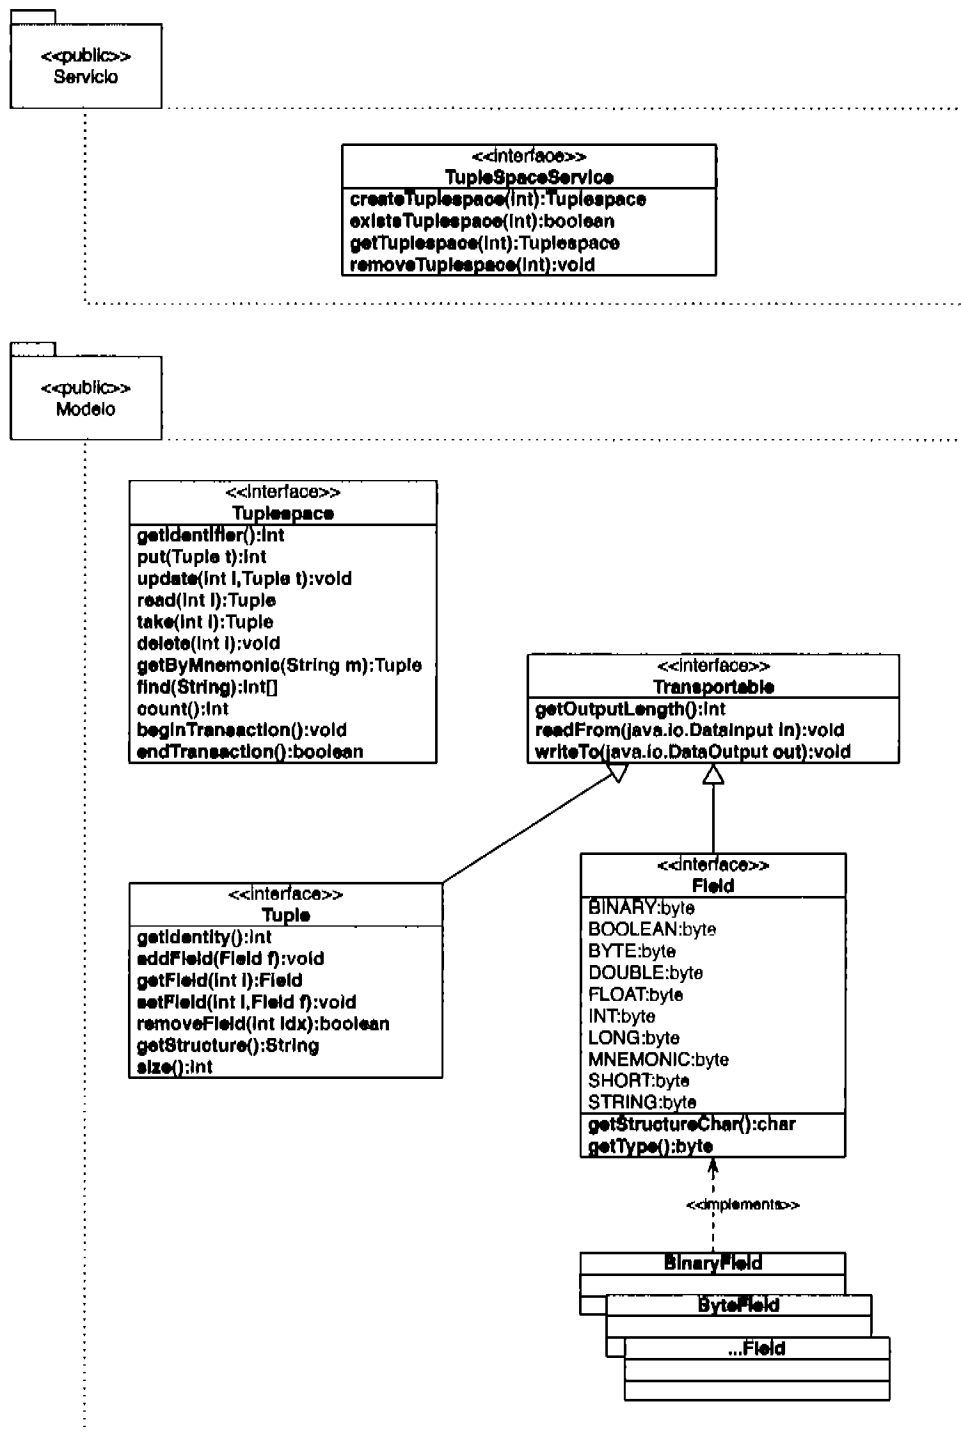 <<public>>
Servicio
<<interface>>
TupleSpaceService
createTuplespace(int):Tuplespace
existsTuplespace(int):boolean
getTuplespace(int):Tuplespace
removeTuplespace(int):void
<<public>>
Modelo
<<interface>>
Tuplespace
getIdentifier():int
put(Tuple t):int
update(int i,Tuple t):void
read(int i):Tuple
take(int i):Tuple
delete(int i):void
getByMnemonic(String m):Tuple
find(String):int[]
count():int
beginTransaction():void
endTransaction():boolean
<<interface>>
Transportable
getOutputLength():int
readFrom(java.io.DataInput in):void
writeTo(java.io.DataOutput out):void
<<interface>>
Tuple
getIdentity():int
addField(Field f):void
getField(int i):Field
setField(int i,Field f):void
removeField(int idx):boolean
getStructure():String
size():int
<<interface>>
Field
BINARY:byte
BOOLEAN:byte
BYTE:byte
DOUBLE:byte
FLOAT:byte
INT:byte
LONG:byte
MNEMONIC:byte
SHORT:byte
STRING:byte
getStructureChar():char
getType():byte
<<implements>>
BinaryField
ByteField
...Field